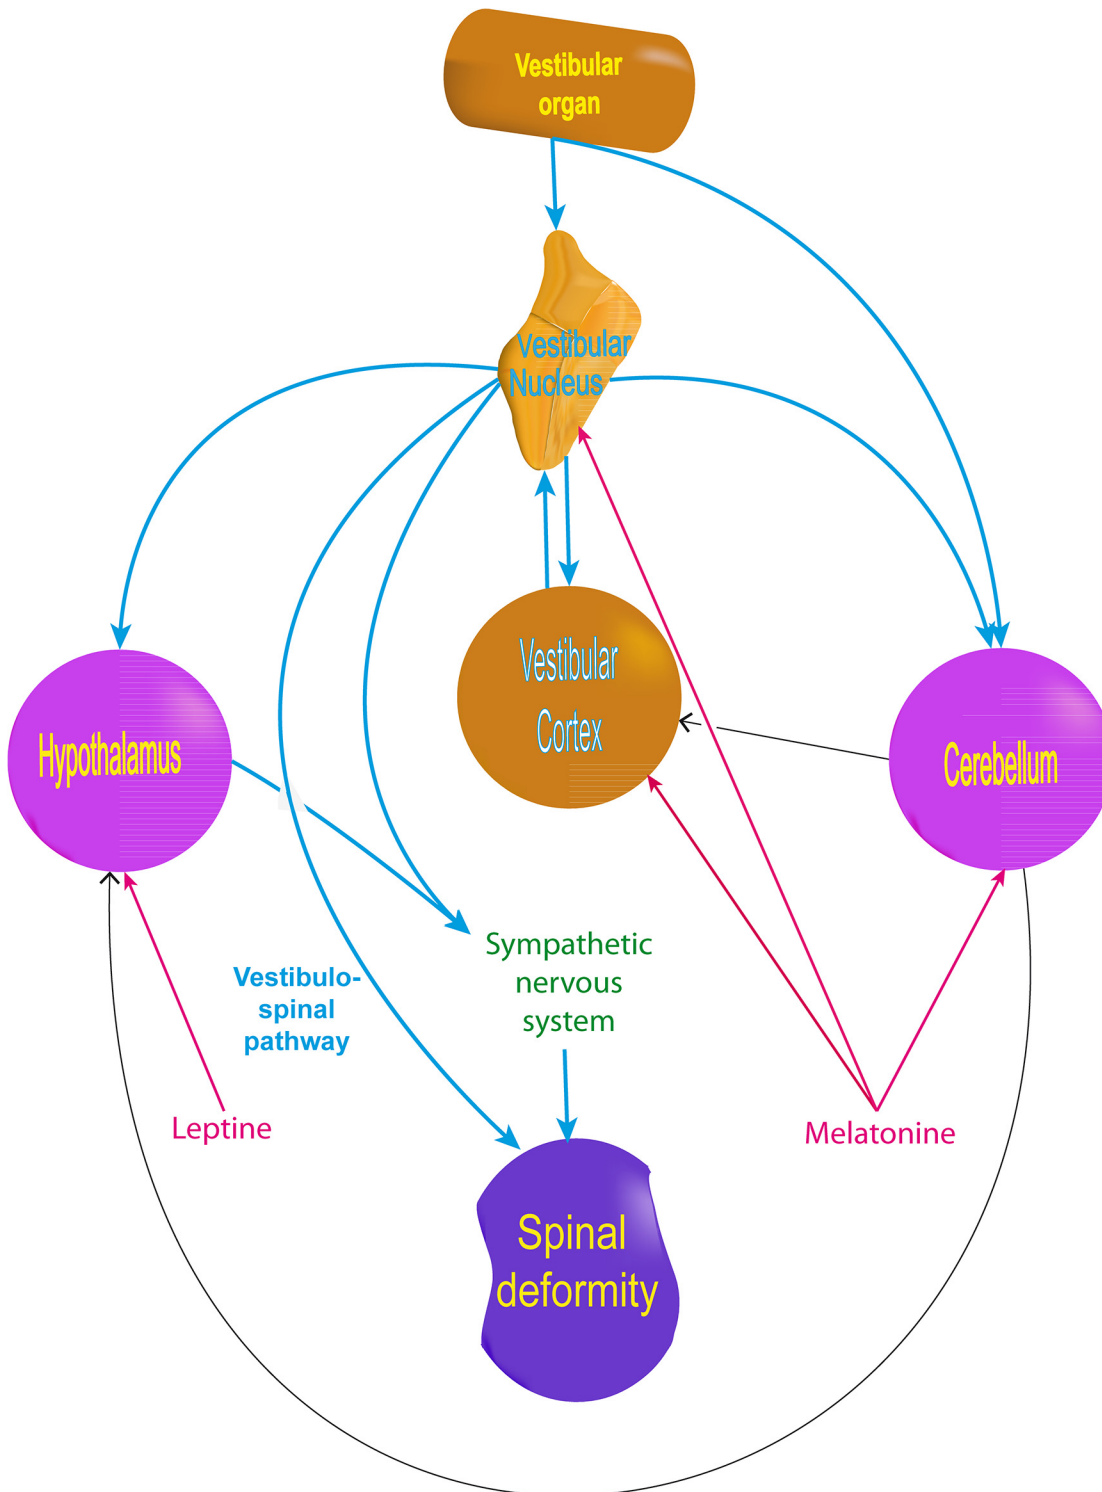 Vestibular
organ
Vestibular
Nucleus
Vestibular
Cortex
Hypothalamus
Cerebellum
Sympathetic
nervous
system
Vestibulo-
spinal
pathway
Leptine
Melatonine
Spinal
deformity